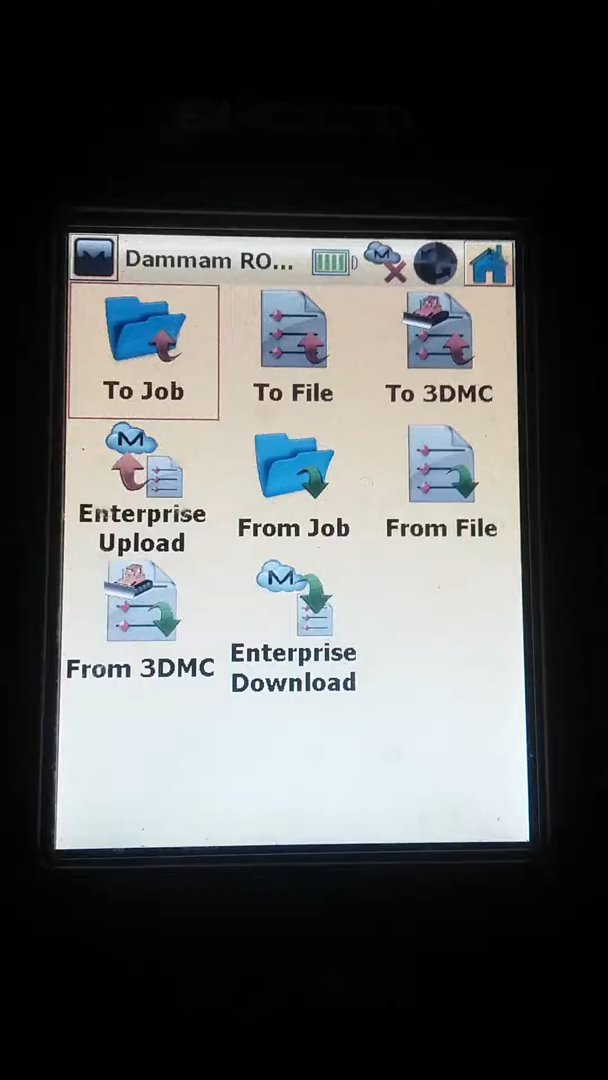 Dammam RO...
To Job
To File
To 3DMC
Enterprise
Upload
From Job
From File
From 3DMC
Enterprise
Download